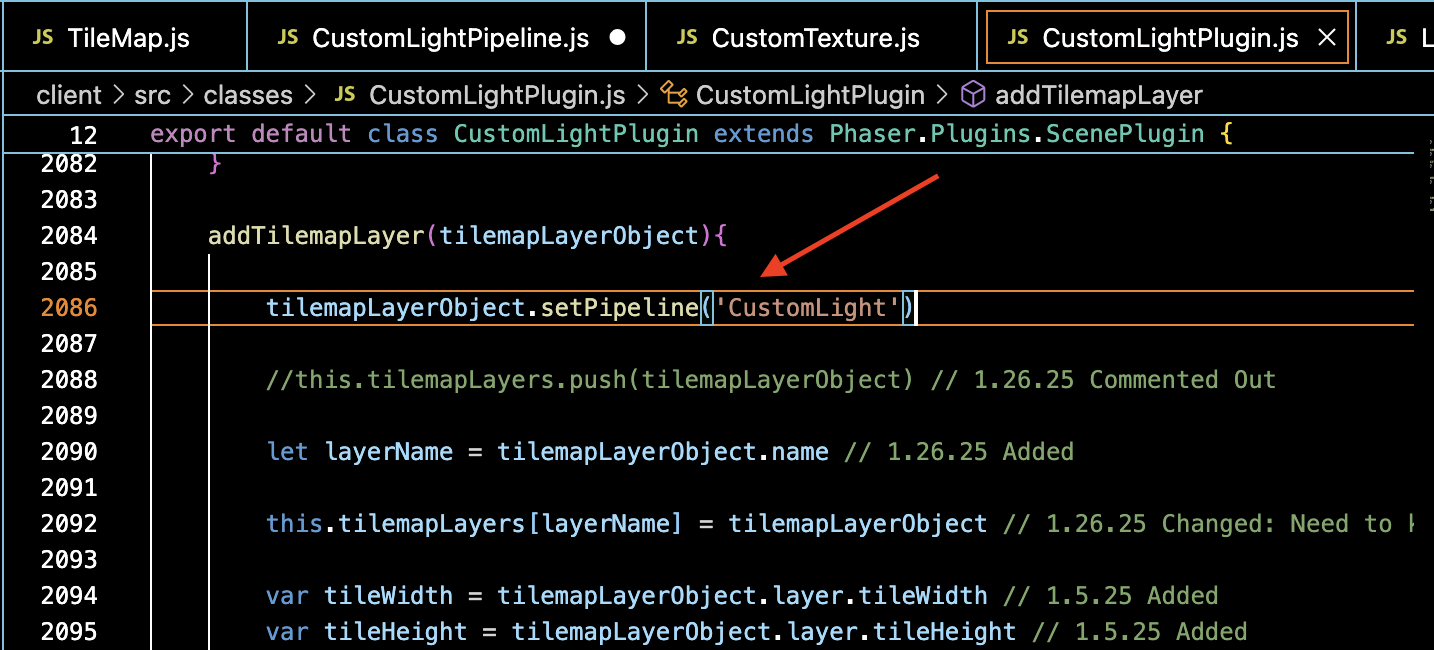 JS TileMap.js JS CustomLightPipeline.js JS CustomTexture.js JS CustomLightPlugin.js JS L
client > src > classes > JS CustomLightPlugin.js > CustomLightPlugin > addTilemapLayer
12 export default class CustomLightPlugin extends Phaser.Plugins.ScenePlugin {
2082 }
2083
2084 addTilemapLayer(tilemapLayerObject){
2085
2086 tilemapLayerObject.setPipeline('CustomLight')
2087
2088 //this.tilemapLayers.push(tilemapLayerObject) // 1.26.25 Commented Out
2089
2090 let layerName = tilemapLayerObject.name // 1.26.25 Added
2091
2092 this.tilemapLayers[layerName] = tilemapLayerObject // 1.26.25 Changed: Need to
2093
2094 var tileWidth = tilemapLayerObject.layer.tileWidth // 1.5.25 Added
2095 var tileHeight = tilemapLayerObject.layer.tileHeight // 1.5.25 Added